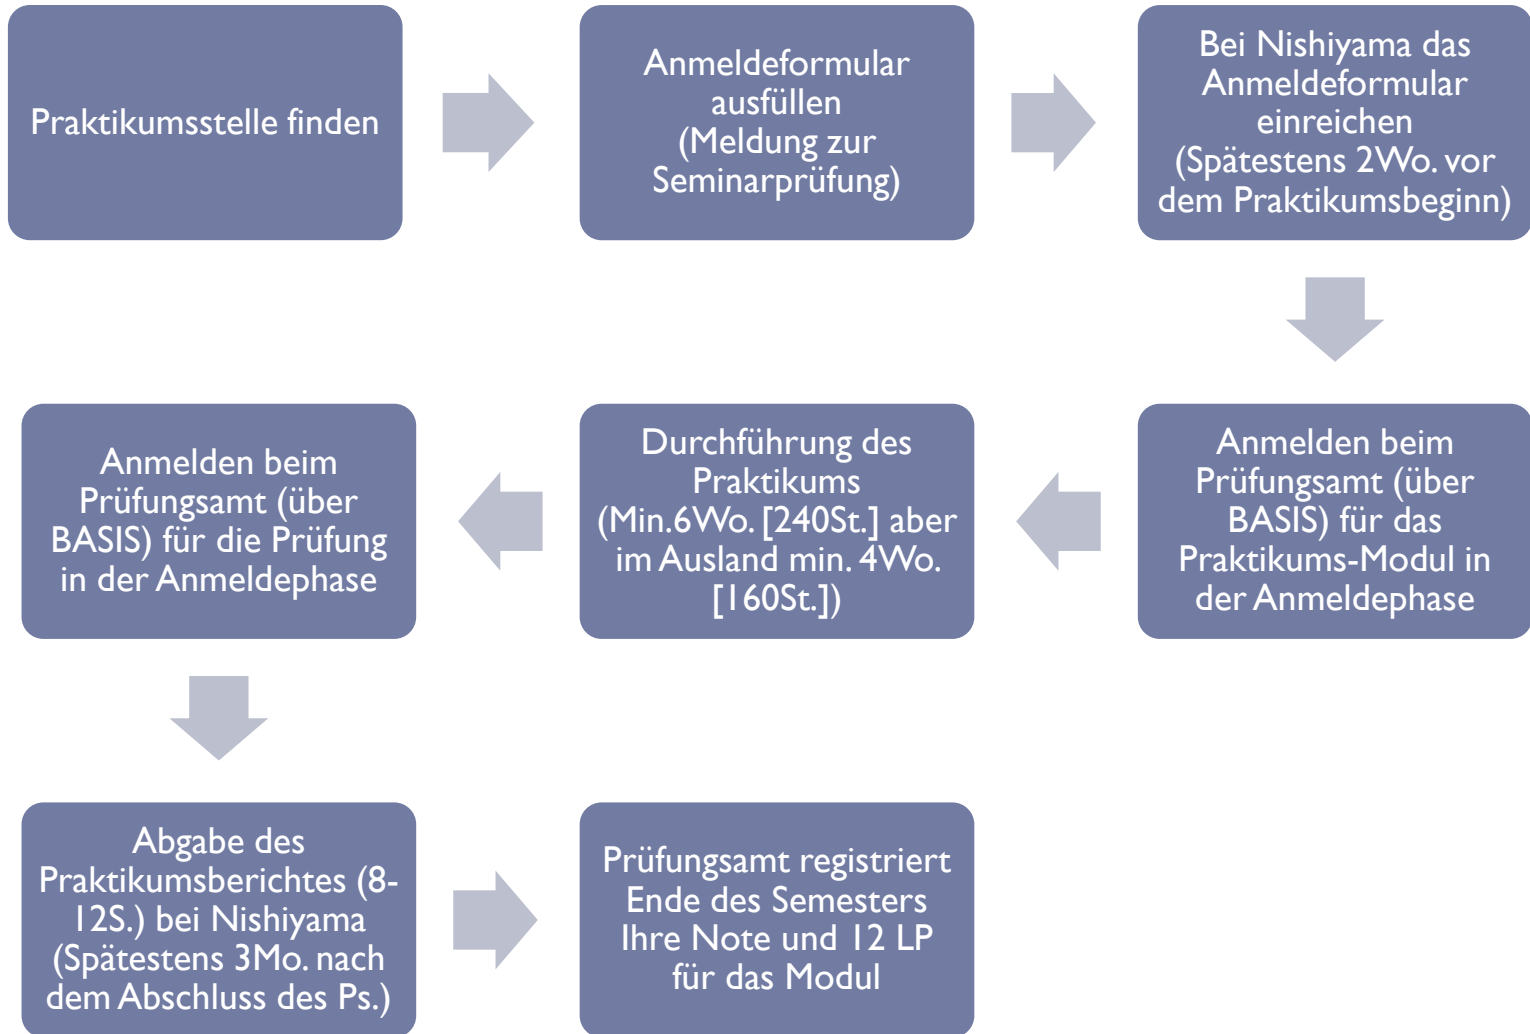 Praktikumsstelle finden
Anmeldeformular
ausfüllen
(Meldung zur
Seminarprüfung)
Bei Nishiyama das
Anmeldeformular
einreichen
(Spätestens 2Wo. vor
dem Praktikumsbeginn)
Anmelden beim
Prüfungsamt (über
BASIS) für das
Praktikums-Modul in
der Anmeldephase
Durchführung des
Praktikums
(Min.6Wo. [240St.] aber
im Ausland min. 4Wo.
[160St.])
Anmelden beim
Prüfungsamt (über
BASIS) für die Prüfung
in der Anmeldephase
Abgabe des
Praktikumsberichtes (8-
12S.) bei Nishiyama
(Spätestens 3Mo. nach
dem Abschluss des Ps.)
Prüfungsamt registriert
Ende des Semesters
Ihre Note und 12 LP
für das Modul